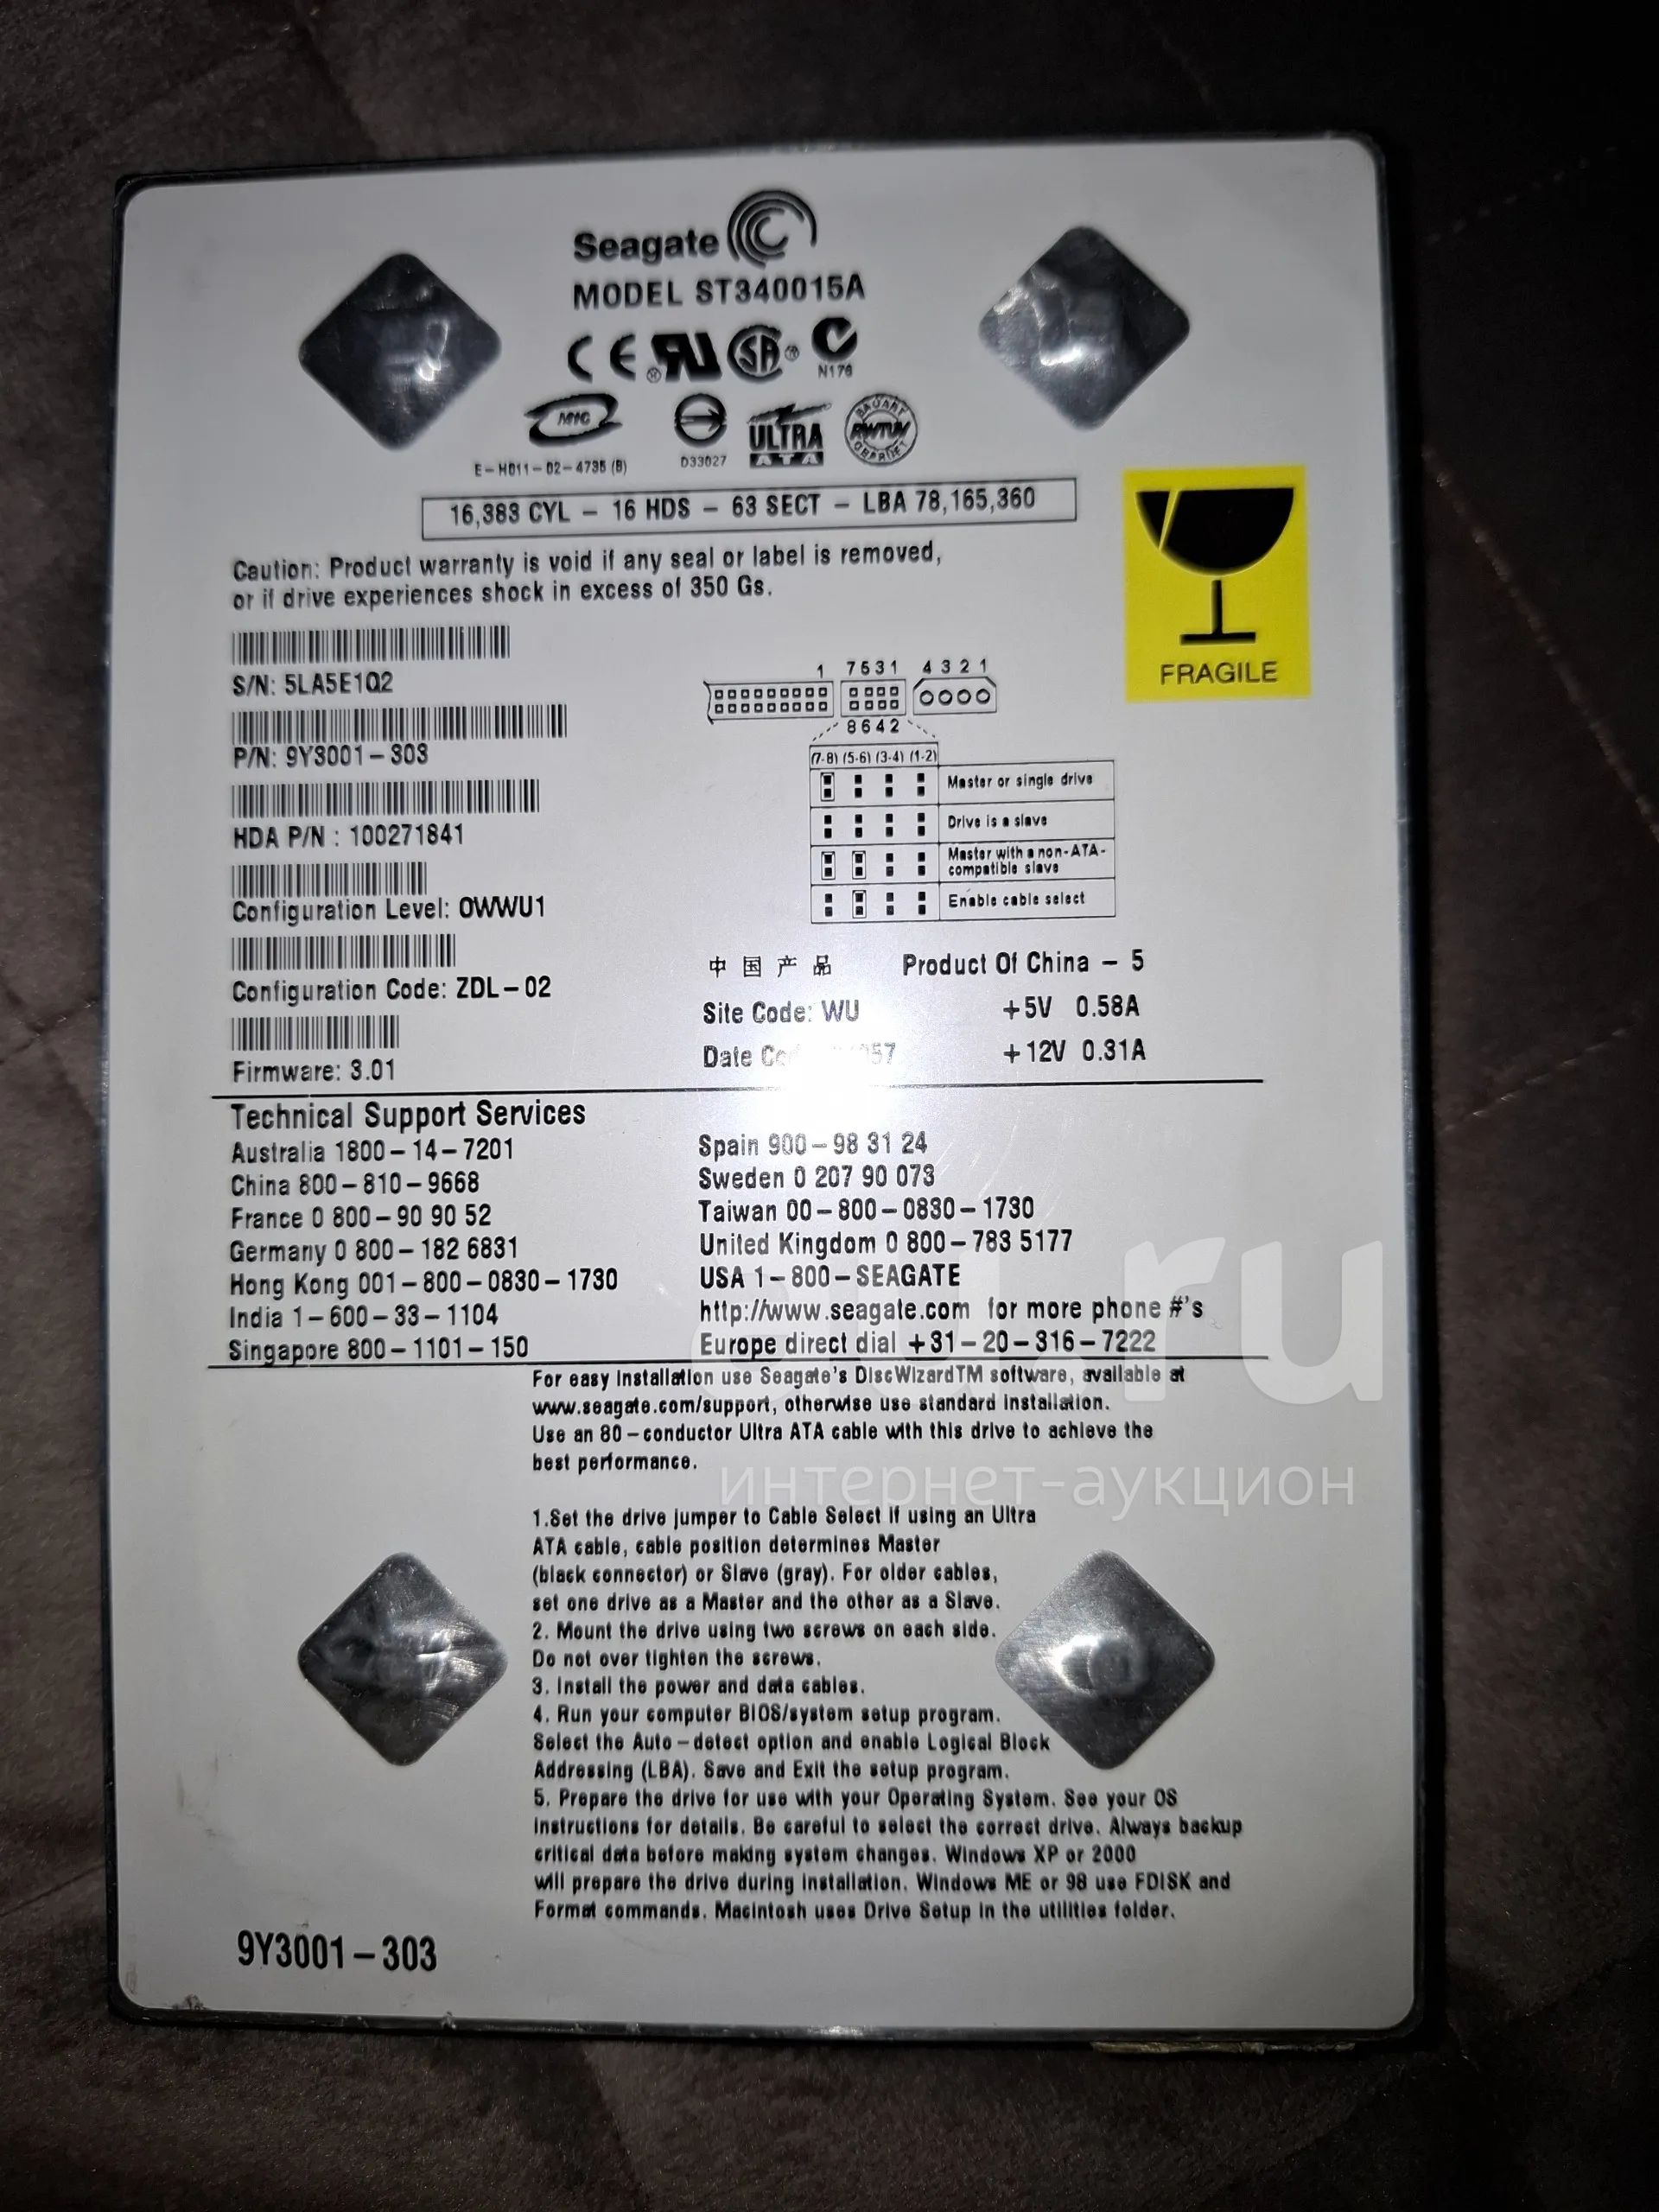 Seagate
MODEL ST340015A
N176
MIC
E-H011-02-4735 (B)
D33027
ULTRA
ATA
BAUART
RWTÜV
GEPRÜFT
16,383 CYL – 16 HDS – 63 SECT – LBA 78,165,360
Caution: Product warranty is void if any seal or label is removed,
or if drive experiences shock in excess of 350 Gs.
FRAGILE
S/N: 5LA5E1Q2
P/N: 9Y3001-303
HDA P/N : 100271841
Configuration Level: OWWU1
Configuration Code: ZDL-02
Firmware: 3.01
1 7531 4321
8642
(7-8) (5-6) (3-4) (1-2)
Master or single drive
Drive is a slave
Master with a non-ATA-
compatible slave
Enable cable select
中国产品 Product Of China – 5
Site Code: WU +5V 0.58A
Date +12V 0.31A
Technical Support Services
Australia 1800-14-7201
China 800-810-9668
France 0 800-90 90 52
Germany 0 800-182 6831
Hong Kong 001-800-0830-1730
India 1-600-33-1104
Singapore 800-1101-150
Spain 900-98 31 24
Sweden 0 207 90 073
Taiwan 00-800-0830-1730
United Kingdom 0 800-783 5177
USA 1-800-SEAGATE
http://www.seagate.com for more phone #'s
Europe direct dial +31-20-316-7222
For easy Installation use Seagate's DiscWizardTM software, available at
www.seagate.com/support, otherwise use standard Installation.
Use an 80-conductor Ultra ATA cable with this drive to achieve the
best performance.
1.Set the drive jumper to Cable Select if using an Ultra
ATA cable, cable position determines Master
(black connector) or Slave (gray). For older cables,
set one drive as a Master and the other as a Slave.
2. Mount the drive using two screws on each side.
Do not over tighten the screws.
3. Install the power and data cables.
4. Run your computer BIOS/system setup program.
Select the Auto-detect option and enable Logical Block
Addressing (LBA). Save and Exit the setup program.
5. Prepare the drive for use with your Operating System. See your OS
instructions for details. Be careful to select the correct drive. Always backup
critical data before making system changes. Windows XP or 2000
will prepare the drive during installation. Windows ME or 98 use FDISK and
Format commands. Macintosh uses Drive Setup in the utilities folder.
9Y3001-303
au.ru
интернет-аукцион